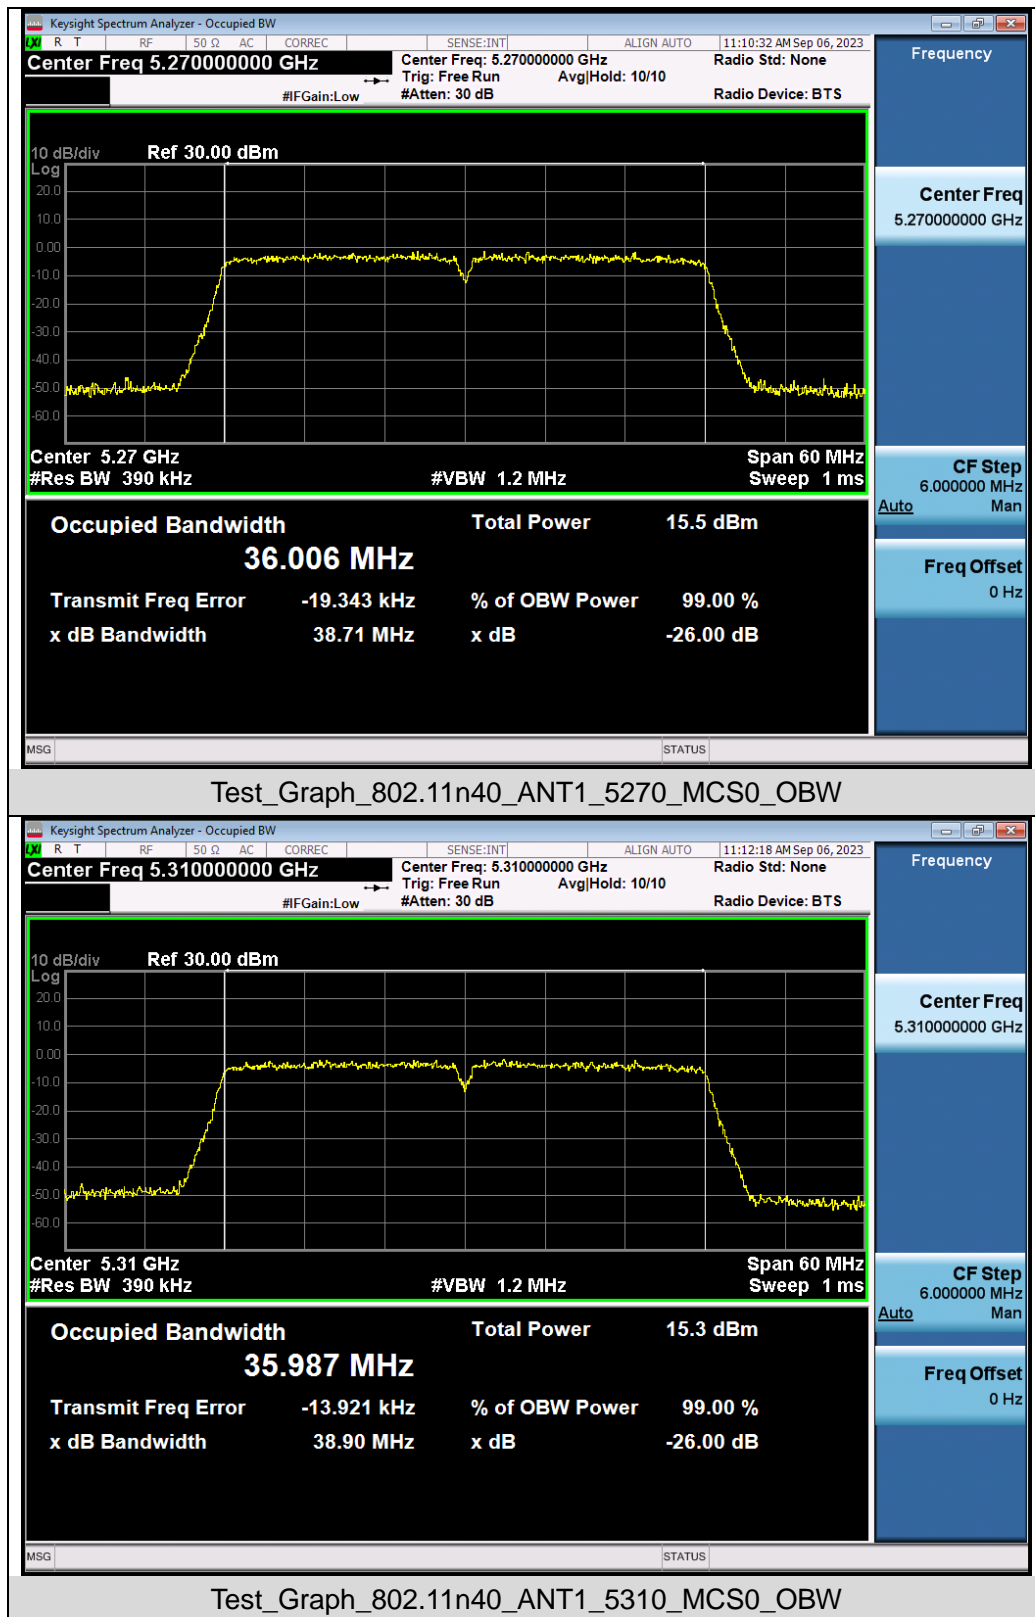 Keysight Spectrum Analyzer - Occupied BW
LXI R T RF 50 Ω AC CORREC SENSE:INT ALIGN AUTO 11:10:32 AM Sep 06, 2023
Center Freq 5.270000000 GHz
Center Freq: 5.270000000 GHz Radio Std: None
Trig: Free Run Avg|Hold: 10/10
#IFGain:Low #Atten: 30 dB Radio Device: BTS
Frequency
10 dB/div Ref 30.00 dBm
Log
20.0
10.0
0.00
-10.0
-20.0
-30.0
-40.0
-50.0
-60.0
Center 5.27 GHz Span 60 MHz
#Res BW 390 kHz #VBW 1.2 MHz Sweep 1 ms
Center Freq
5.270000000 GHz
CF Step
6.000000 MHz
Auto Man
Freq Offset
0 Hz
Occupied Bandwidth Total Power 15.5 dBm
36.006 MHz
Transmit Freq Error -19.343 kHz % of OBW Power 99.00 %
x dB Bandwidth 38.71 MHz x dB -26.00 dB
MSG STATUS
Test_Graph_802.11n40_ANT1_5270_MCS0_OBW
Keysight Spectrum Analyzer - Occupied BW
LXI R T RF 50 Ω AC CORREC SENSE:INT ALIGN AUTO 11:12:18 AM Sep 06, 2023
Center Freq 5.310000000 GHz
Center Freq: 5.310000000 GHz Radio Std: None
Trig: Free Run Avg|Hold: 10/10
#IFGain:Low #Atten: 30 dB Radio Device: BTS
Frequency
10 dB/div Ref 30.00 dBm
Log
20.0
10.0
0.00
-10.0
-20.0
-30.0
-40.0
-50.0
-60.0
Center 5.31 GHz Span 60 MHz
#Res BW 390 kHz #VBW 1.2 MHz Sweep 1 ms
Center Freq
5.310000000 GHz
CF Step
6.000000 MHz
Auto Man
Freq Offset
0 Hz
Occupied Bandwidth Total Power 15.3 dBm
35.987 MHz
Transmit Freq Error -13.921 kHz % of OBW Power 99.00 %
x dB Bandwidth 38.90 MHz x dB -26.00 dB
MSG STATUS
Test_Graph_802.11n40_ANT1_5310_MCS0_OBW